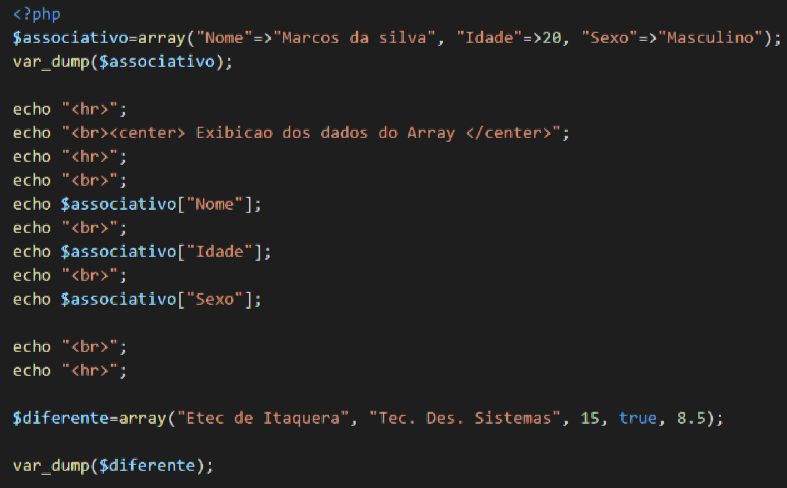 <?php
$associativo=array("Nome"=>"Marcos da silva", "Idade"=>20, "Sexo"=>"Masculino");
var_dump($associativo);
echo "<hr>";
echo "<br><center> Exibicao dos dados do Array </center>";
echo "<hr>";
echo "<br>";
echo $associativo["Nome"];
echo "<br>";
echo $associativo["Idade"];
echo "<br>";
echo $associativo["Sexo"];
echo "<br>";
echo "<hr>";
$diferente=array("Etec de Itaquera", "Tec. Des. Sistemas", 15, true, 8.5);
var_dump($diferente);